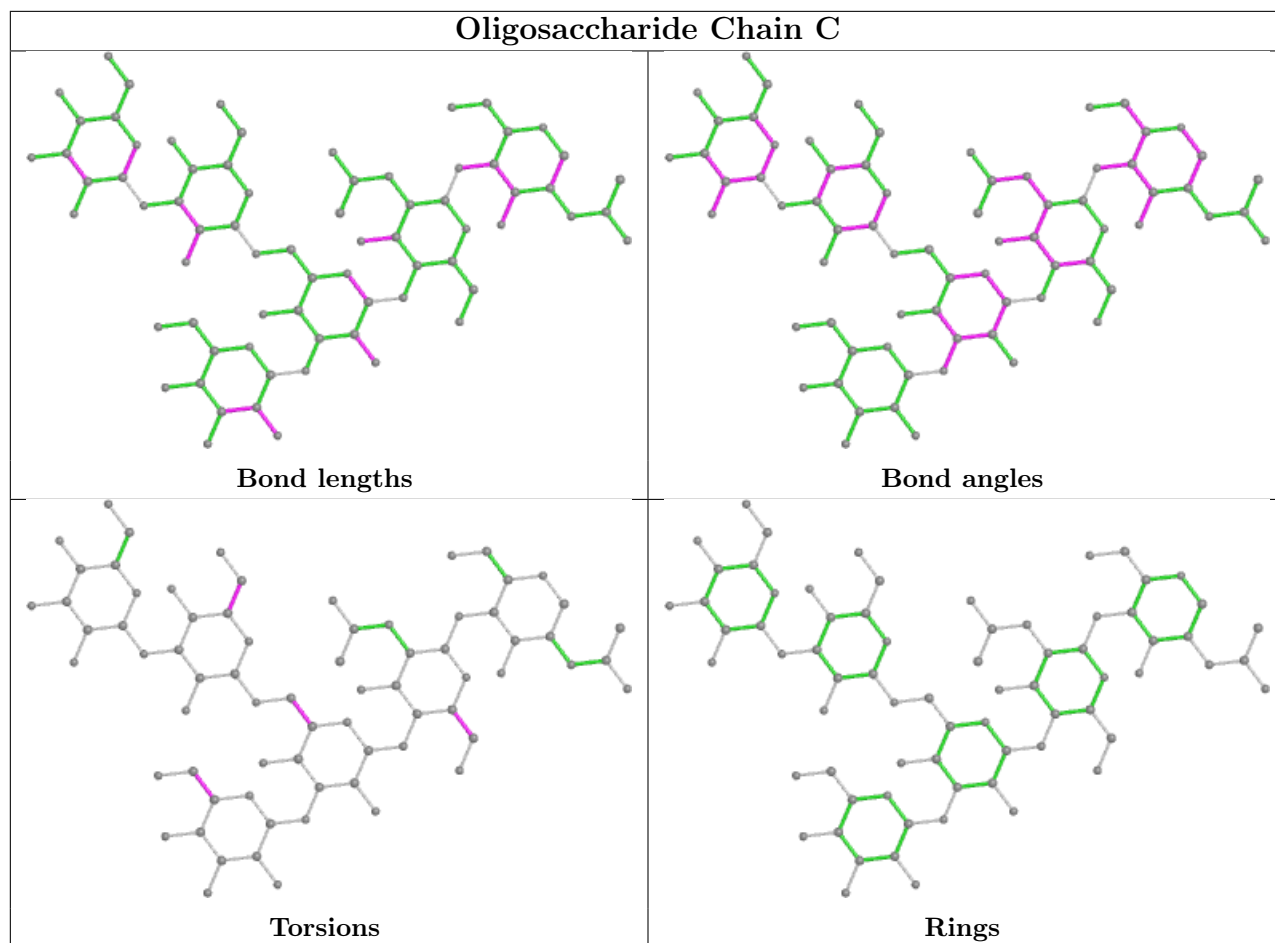 Oligosaccharide Chain C
Bond lengths
Bond angles
Torsions
Rings